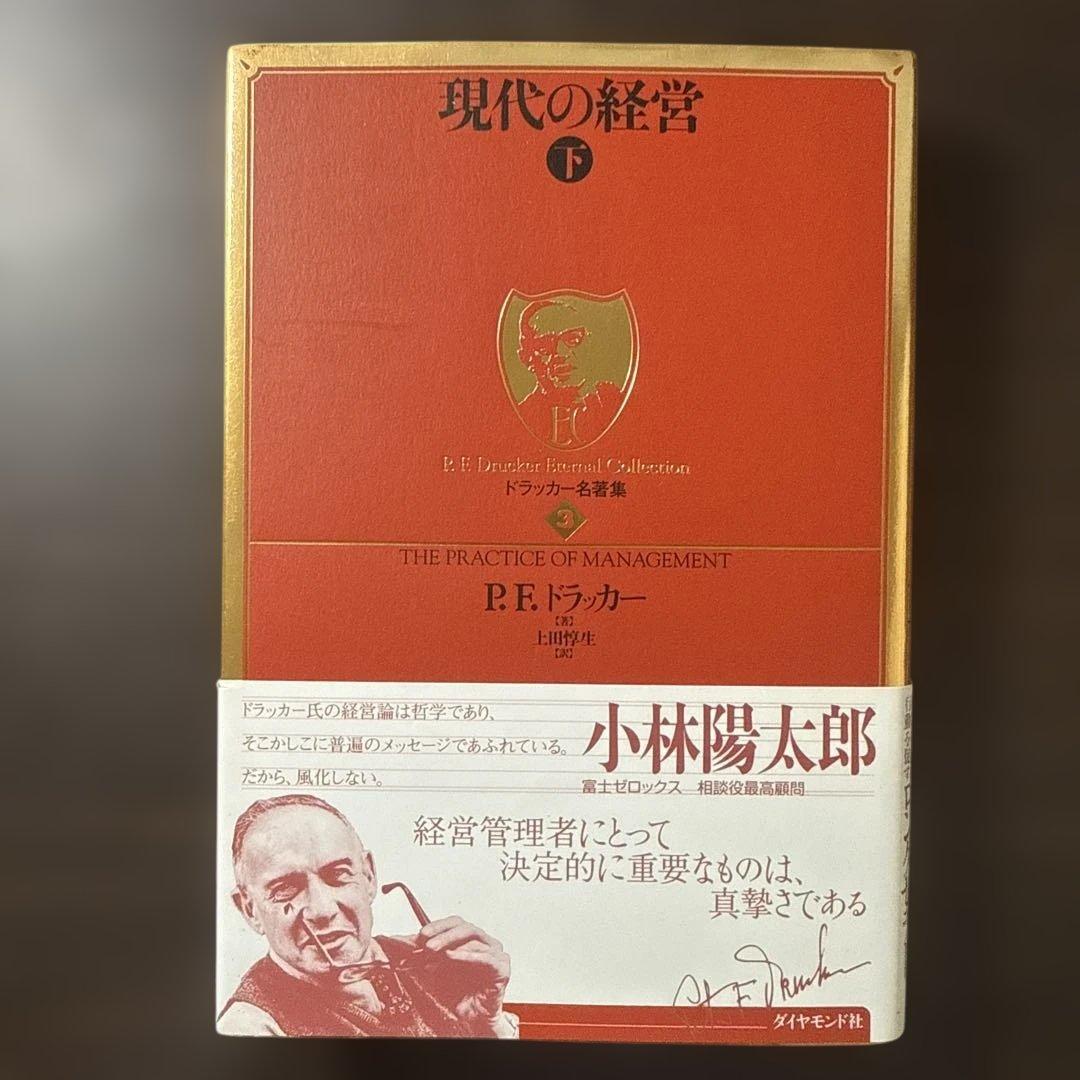 現代の経営
下
EC
P. F. Drucker Eternal Collection
ドラッカー名著集
3
THE PRACTICE OF MANAGEMENT
P. F. ドラッカー
【著】
上田惇生
【訳】
ドラッカー氏の経営論は哲学であり、
そこかしこに普遍のメッセージであふれている。
だから、風化しない。
小林陽太郎
富士ゼロックス 相談役最高顧問
経営管理者にとって
決定的に重要なものは、
真摯さである
P. F. Drucker
ダイヤモンド社